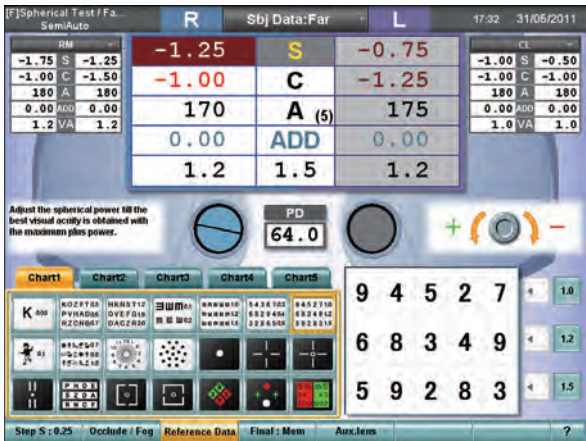 [F]Spherical Test / Fa...
SemiAuto
R
Sbj Data:Far
L
17:32 31/05/2011
RM
-1.75 S -1.25
-1.00 C -1.50
180 A 180
0.00 ADD 0.00
1.2 VA 1.2
-1.25 S -0.75
-1.00 C -1.25
170 A (5) 175
0.00 ADD 0.00
1.2 1.5 1.2
CL
-1.00 S -0.50
-1.00 C -1.00
180 A 180
0.00 ADD 0.00
1.0 VA 1.0
Adjust the spherical power till the
best visual acuity is obtained with
the maximum plus power.
PD
64.0
+ -
Chart1 Chart2 Chart3 Chart4 Chart5
9 4 5 2 7 1.0
6 8 3 4 9 1.2
5 9 2 8 3 1.5
Step S : 0.25 Occlude / Fog Reference Data Final : Mem Aux.lens ?